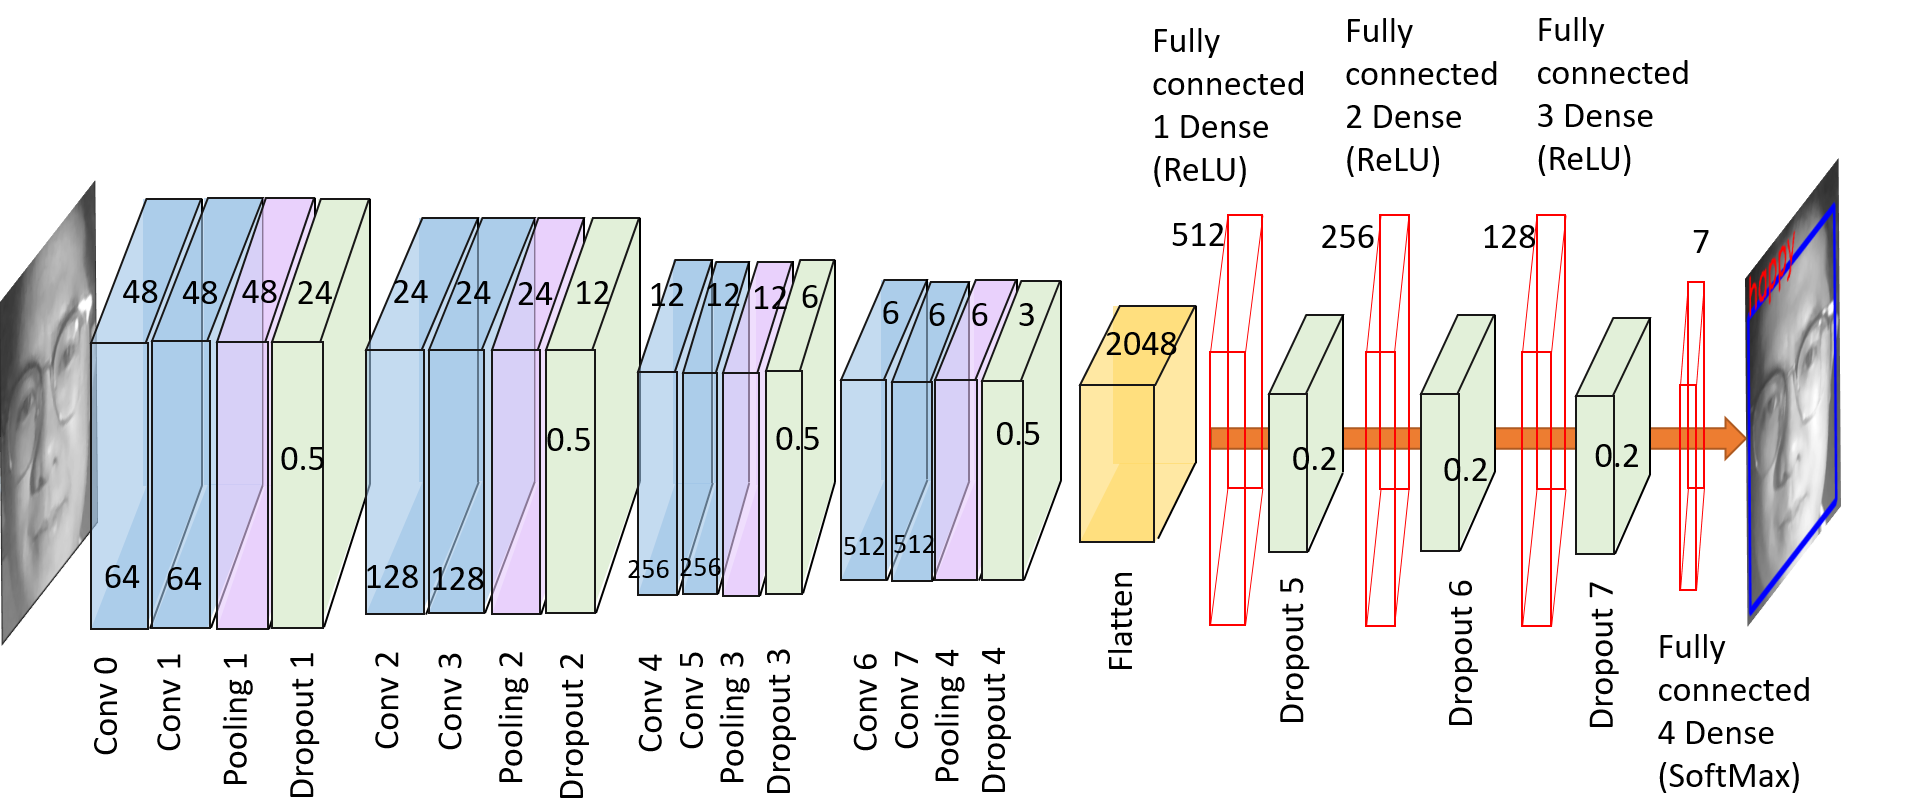 Fully
connected
1 Dense
(ReLU)
Fully
connected
2 Dense
(ReLU)
Fully
connected
3 Dense
(ReLU)
512
256
128
7
48
48
48
24
24
24
24
12
12
12
12
6
6
6
6
3
2048
happy
0.5
0.5
0.5
0.5
0.2
0.2
0.2
64
64
128
128
256
256
512
512
Conv 0
Conv 1
Pooling 1
Dropout 1
Conv 2
Conv 3
Pooling 2
Dropout 2
Conv 4
Conv 5
Pooling 3
Dropout 3
Conv 6
Conv 7
Pooling 4
Dropout 4
Flatten
Dropout 5
Dropout 6
Dropout 7
Fully
connected
4 Dense
(SoftMax)